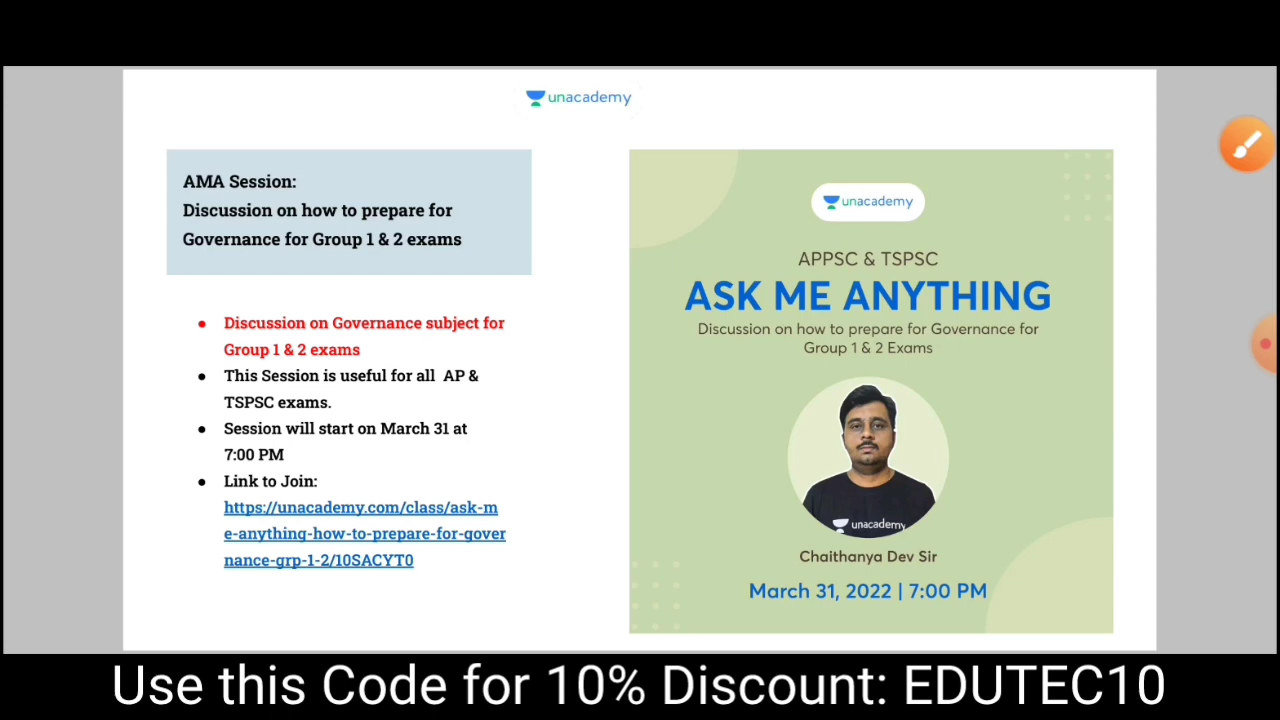 unacademy
AMA Session:
Discussion on how to prepare for
Governance for Group 1 & 2 exams
● Discussion on Governance subject for
Group 1 & 2 exams
● This Session is useful for all AP &
TSPSC exams.
● Session will start on March 31 at
7:00 PM
● Link to Join:
https://unacademy.com/class/ask-m
e-anything-how-to-prepare-for-gover
nance-grp-1-2/10SACYT0
unacademy
APPSC & TSPSC
ASK ME ANYTHING
Discussion on how to prepare for Governance for
Group 1 & 2 Exams
unacademy
Chaithanya Dev Sir
March 31, 2022 | 7:00 PM
Use this Code for 10% Discount: EDUTEC10